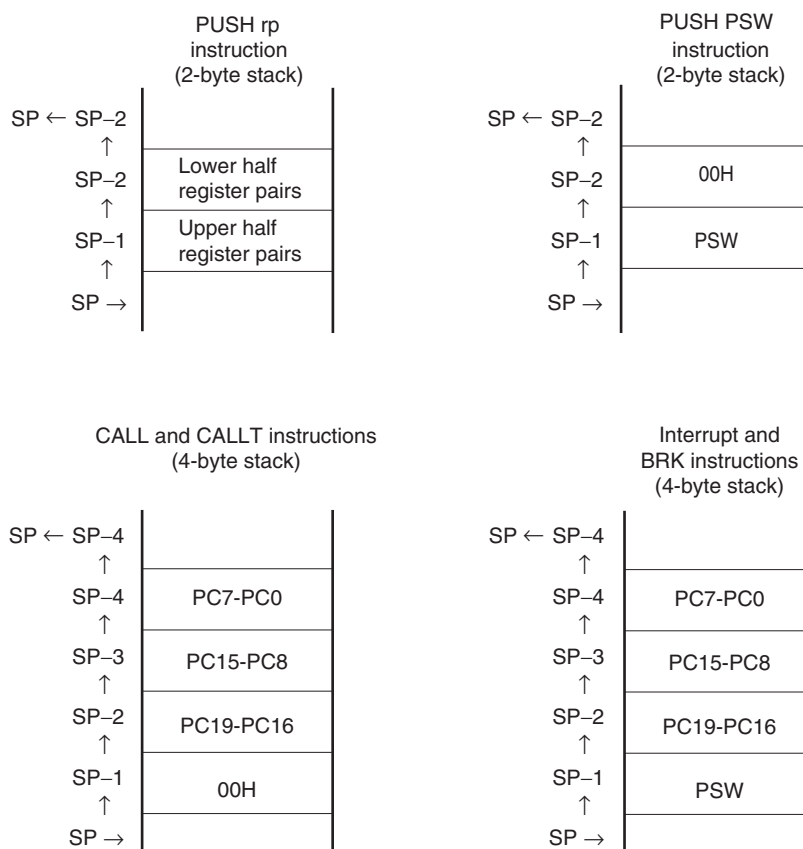 PUSH rp
instruction
(2-byte stack)
SP ← SP–2
↑
SP–2
↑
SP–1
↑
SP →
Lower half
register pairs
Upper half
register pairs
PUSH PSW
instruction
(2-byte stack)
SP ← SP–2
↑
SP–2
↑
SP–1
↑
SP →
00H
PSW
CALL and CALLT instructions
(4-byte stack)
SP ← SP–4
↑
SP–4
↑
SP–3
↑
SP–2
↑
SP–1
↑
SP →
PC7-PC0
PC15-PC8
PC19-PC16
00H
Interrupt and
BRK instructions
(4-byte stack)
SP ← SP–4
↑
SP–4
↑
SP–3
↑
SP–2
↑
SP–1
↑
SP →
PC7-PC0
PC15-PC8
PC19-PC16
PSW